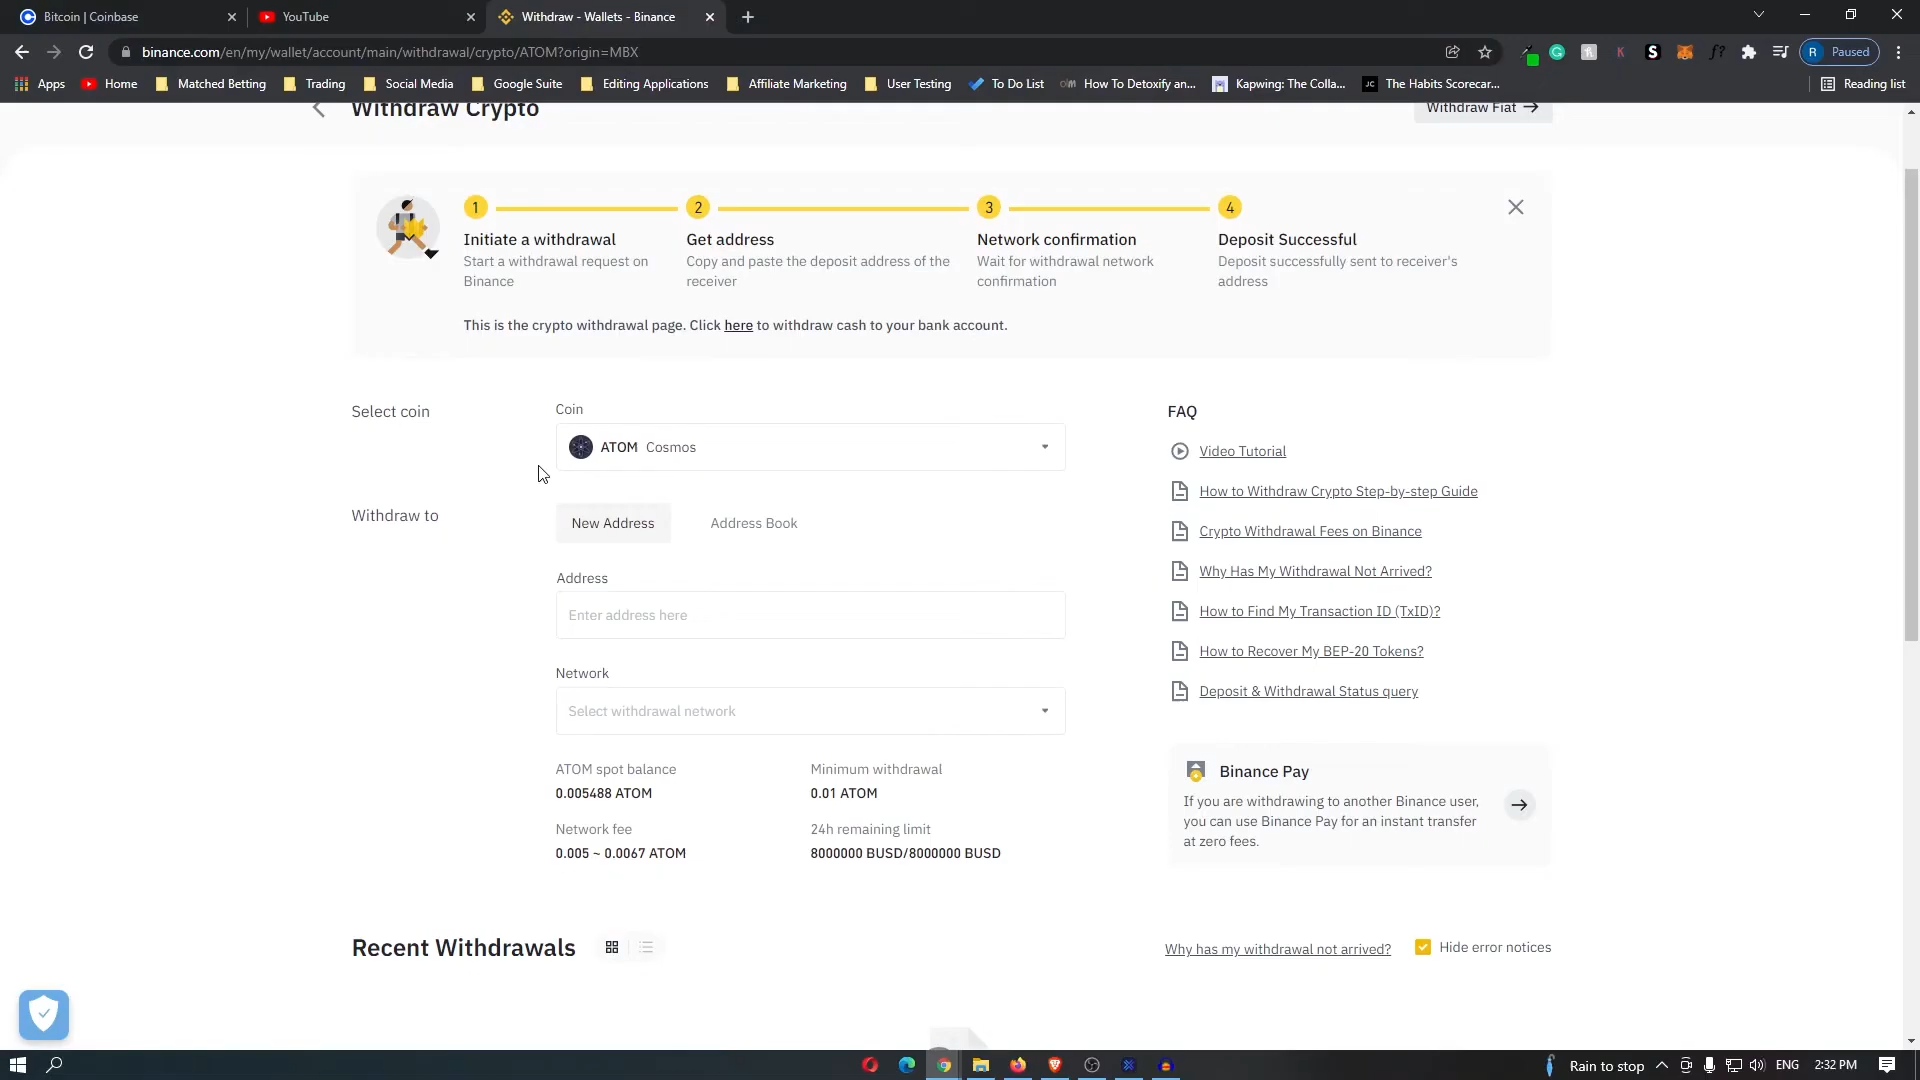 Bitcoin | Coinbase
YouTube
Withdraw - Wallets - Binance
binance.com/en/my/wallet/account/main/withdrawal/crypto/ATOM?origin=MBX
R Paused
Apps
Home
Matched Betting
Trading
Social Media
Google Suite
Editing Applications
Affiliate Marketing
User Testing
To Do List
How To Detoxify an...
Kapwing: The Colla...
The Habits Scorecar...
Reading list
Withdraw Crypto
Withdraw Fiat →
1
2
3
4
Initiate a withdrawal
Start a withdrawal request on
Binance
Get address
Copy and paste the deposit address of the
receiver
Network confirmation
Wait for withdrawal network
confirmation
Deposit Successful
Deposit successfully sent to receiver's
address
This is the crypto withdrawal page. Click here to withdraw cash to your bank account.
Select coin
Coin
ATOM Cosmos
Withdraw to
New Address
Address Book
Address
Enter address here
Network
Select withdrawal network
ATOM spot balance
0.005488 ATOM
Minimum withdrawal
0.01 ATOM
Network fee
0.005 ~ 0.0067 ATOM
24h remaining limit
8000000 BUSD/8000000 BUSD
FAQ
Video Tutorial
How to Withdraw Crypto Step-by-step Guide
Crypto Withdrawal Fees on Binance
Why Has My Withdrawal Not Arrived?
How to Find My Transaction ID (TxID)?
How to Recover My BEP-20 Tokens?
Deposit & Withdrawal Status query
Binance Pay
If you are withdrawing to another Binance user,
you can use Binance Pay for an instant transfer
at zero fees.
Recent Withdrawals
Why has my withdrawal not arrived?
Hide error notices
Rain to stop
ENG
2:32 PM